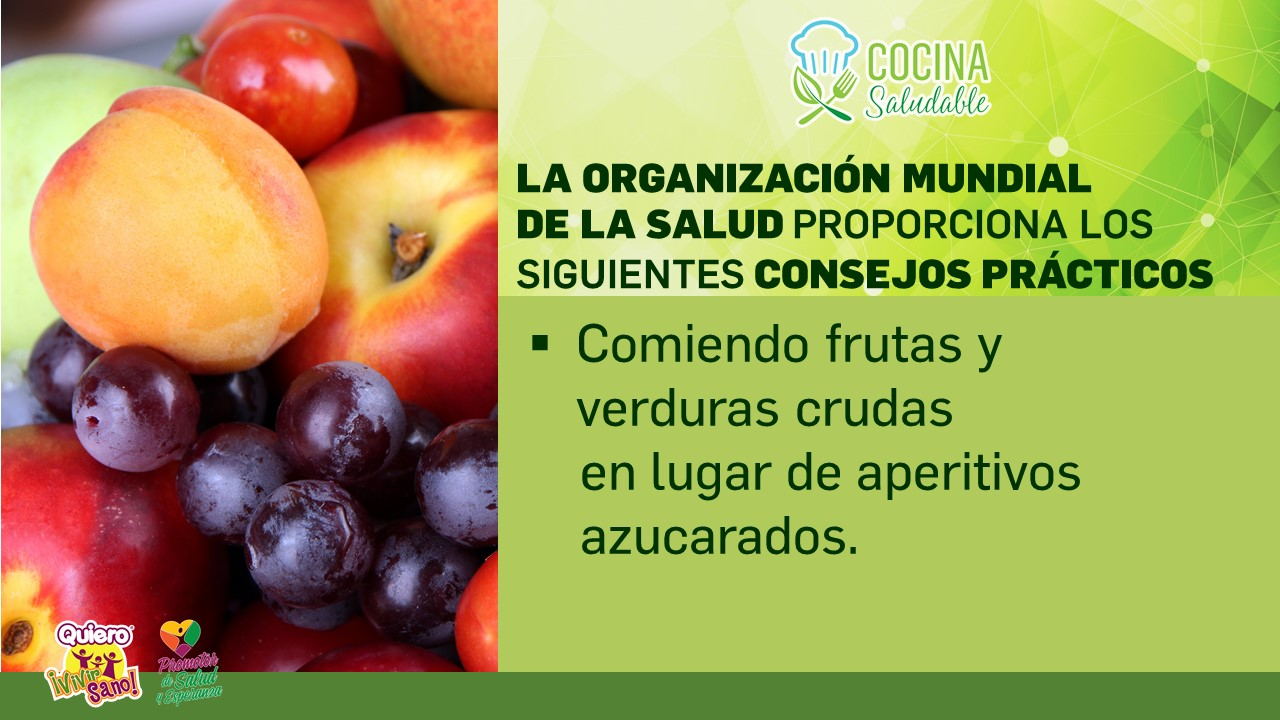 COCINA
Saludable
LA ORGANIZACIÓN MUNDIAL
DE LA SALUD PROPORCIONA LOS
SIGUIENTES CONSEJOS PRÁCTICOS
▪ Comiendo frutas y
verduras crudas
en lugar de aperitivos
azucarados.
Quiero
¡Vivir
Sano!
Promotor
de Salud
y Esperanza